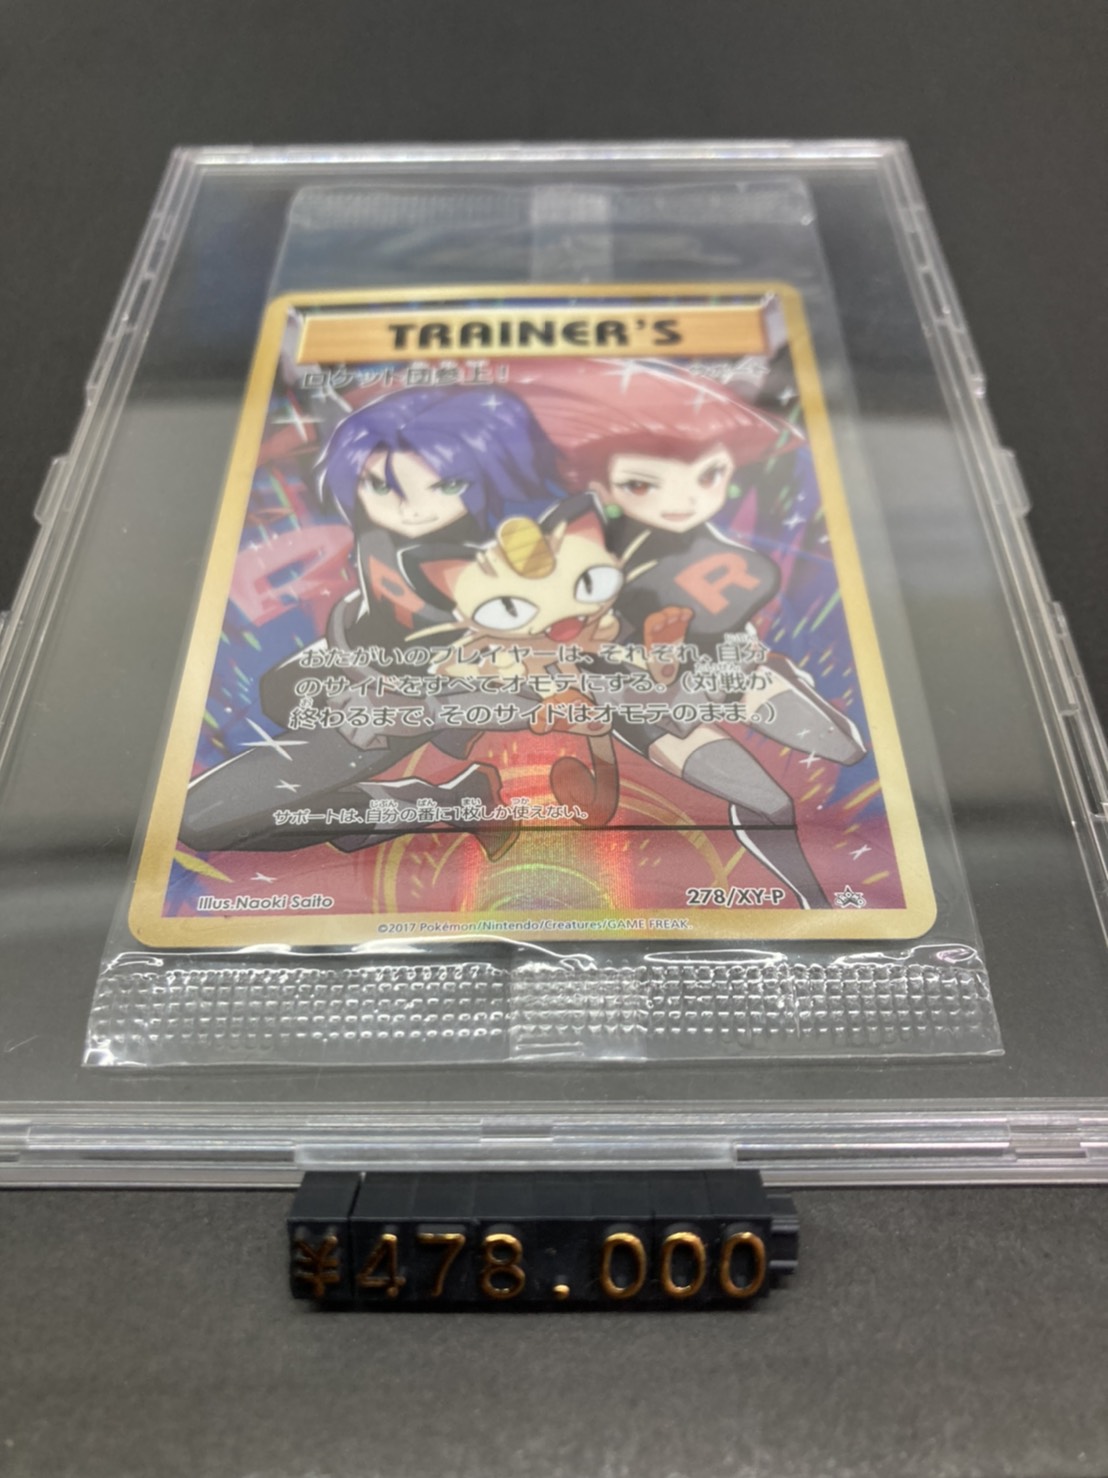 TRAINER'S
ロケット団参上!
サポート
おたがいのプレイヤーは、それぞれ、自分
のサイドをすべてオモテにする。(対戦が
終わるまで、そのサイドはオモテのまま。)
サポートは、自分の番に1枚しか使えない。
Illus.Naoki Saito
278/XY-P
©2017 Pokémon/Nintendo/Creatures/GAME FREAK.
R
R
R
¥478.000